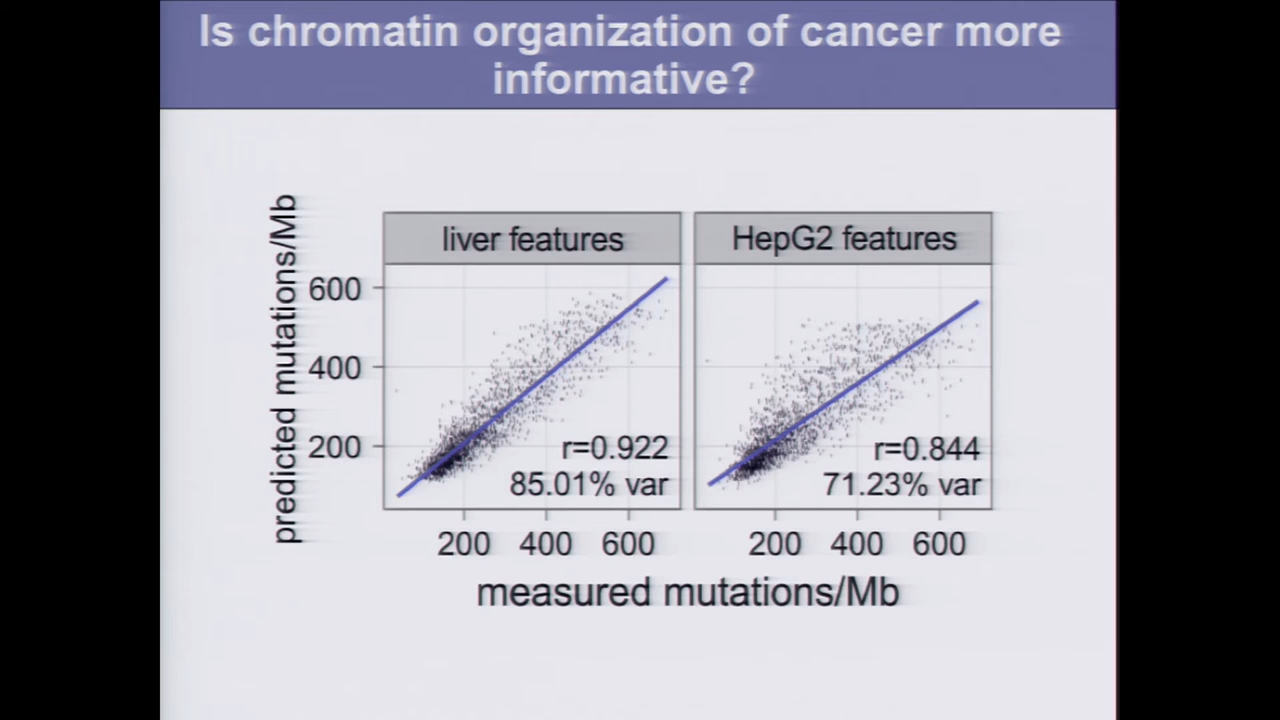 Is chromatin organization of cancer more
informative?
predicted mutations/Mb
liver features
HepG2 features
600
400
200
r=0.922
85.01% var
r=0.844
71.23% var
200 400 600
200 400 600
measured mutations/Mb